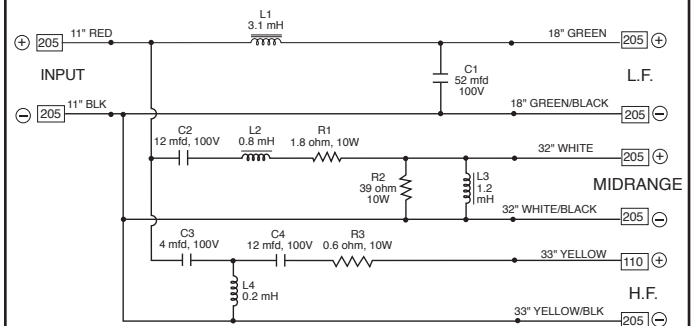 L1
3.1 mH
+ 205 11" RED
18" GREEN 205 +
INPUT
C1
52 mfd
100V
L.F.
- 205 11" BLK
18" GREEN/BLACK 205 -
C2
12 mfd, 100V
L2
0.8 mH
R1
1.8 ohm, 10W
32" WHITE 205 +
R2
39 ohm
10W
L3
1.2
mH
MIDRANGE
32" WHITE/BLACK 205 -
C3
4 mfd, 100V
C4
12 mfd, 100V
R3
0.6 ohm, 10W
33" YELLOW 110 +
L4
0.2 mH
H.F.
33" YELLOW/BLK 205 -